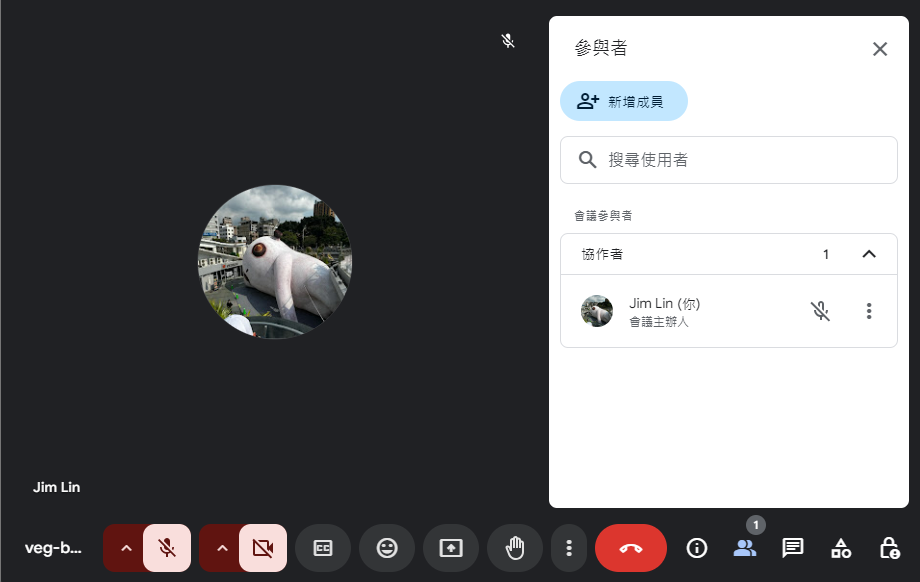 參與者
新增成員
搜尋使用者
會議參與者
協作者 1
Jim Lin (你)
會議主辦人
Jim Lin
veg-b...
CC
1